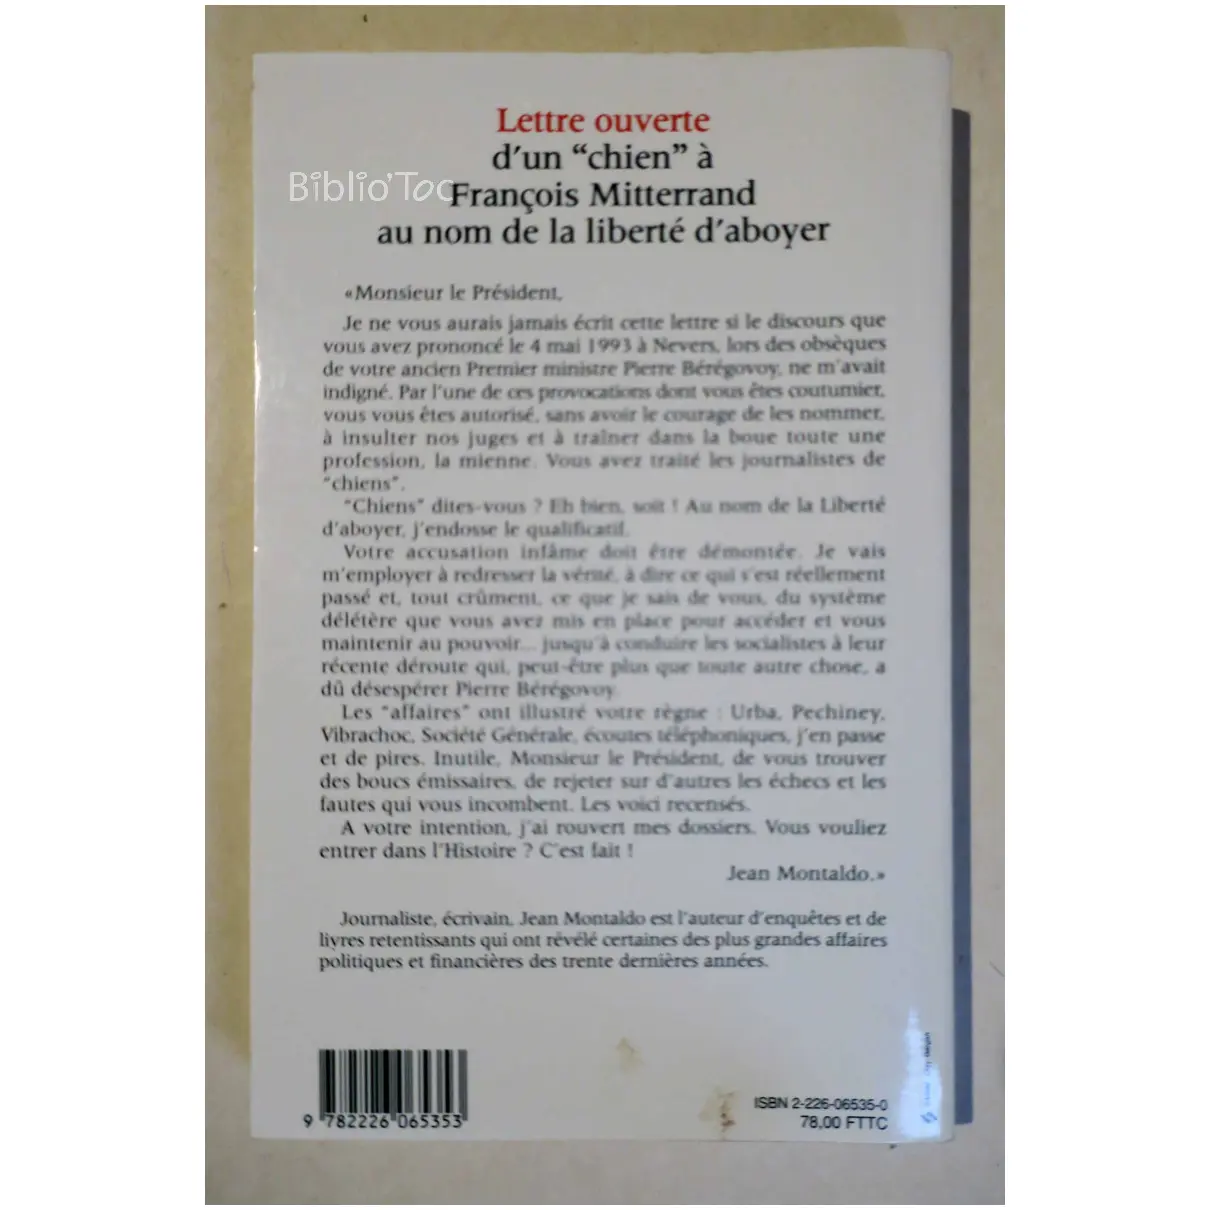 Lettre ouverte
d'un “chien” à
Biblio'Toc
François Mitterrand
au nom de la liberté d'aboyer
«Monsieur le Président,
Je ne vous aurais jamais écrit cette lettre si le discours que
vous avez prononcé le 4 mai 1993 à Nevers, lors des obsèques
de votre ancien Premier ministre Pierre Bérégovoy, ne m'avait
indigné. Par l'une de ces provocations dont vous êtes coutumier,
vous vous êtes autorisé, sans avoir le courage de les nommer,
à insulter nos juges et à traîner dans la boue toute une
profession, la mienne. Vous avez traité les journalistes de
“chiens”.
“Chiens” dites-vous ? Eh bien, soit ! Au nom de la Liberté
d'aboyer, j'endosse le qualificatif.
Votre accusation infâme doit être démontée. Je vais
m'employer à redresser la vérité, à dire ce qui s'est réellement
passé et, tout crûment, ce que je sais de vous, du système
délétère que vous avez mis en place pour accéder et vous
maintenir au pouvoir... jusqu'à conduire les socialistes à leur
récente déroute qui, peut-être plus que toute autre chose, a
dû désespérer Pierre Bérégovoy.
Les “affaires” ont illustré votre règne : Urba, Pechiney,
Vibrachoc, Société Générale, écoutes téléphoniques, j'en passe
et de pires. Inutile, Monsieur le Président, de vous trouver
des boucs émissaires, de rejeter sur d'autres les échecs et les
fautes qui vous incombent. Les voici recensés.
A votre intention, j'ai rouvert mes dossiers. Vous vouliez
entrer dans l'Histoire ? C'est fait !
Jean Montaldo.»
Journaliste, écrivain, Jean Montaldo est l'auteur d'enquêtes et de
livres retentissants qui ont révélé certaines des plus grandes affaires
politiques et financières des trente dernières années.
9 782226 065353
ISBN 2-226-06535-0
78,00 FTTC